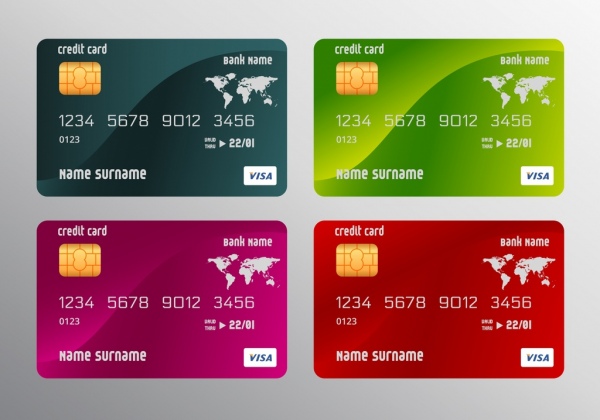 Credit Card
Bank Name
1234 5678 9012 3456
0123
VALID THRU ▶ 22/01
Name Surname
VISA
Credit Card
Bank Name
1234 5678 9012 3456
0123
VALID THRU ▶ 22/01
Name Surname
VISA
Credit Card
Bank Name
1234 5678 9012 3456
0123
VALID THRU ▶ 22/01
Name Surname
VISA
Credit Card
Bank Name
1234 5678 9012 3456
0123
VALID THRU ▶ 22/01
Name Surname
VISA